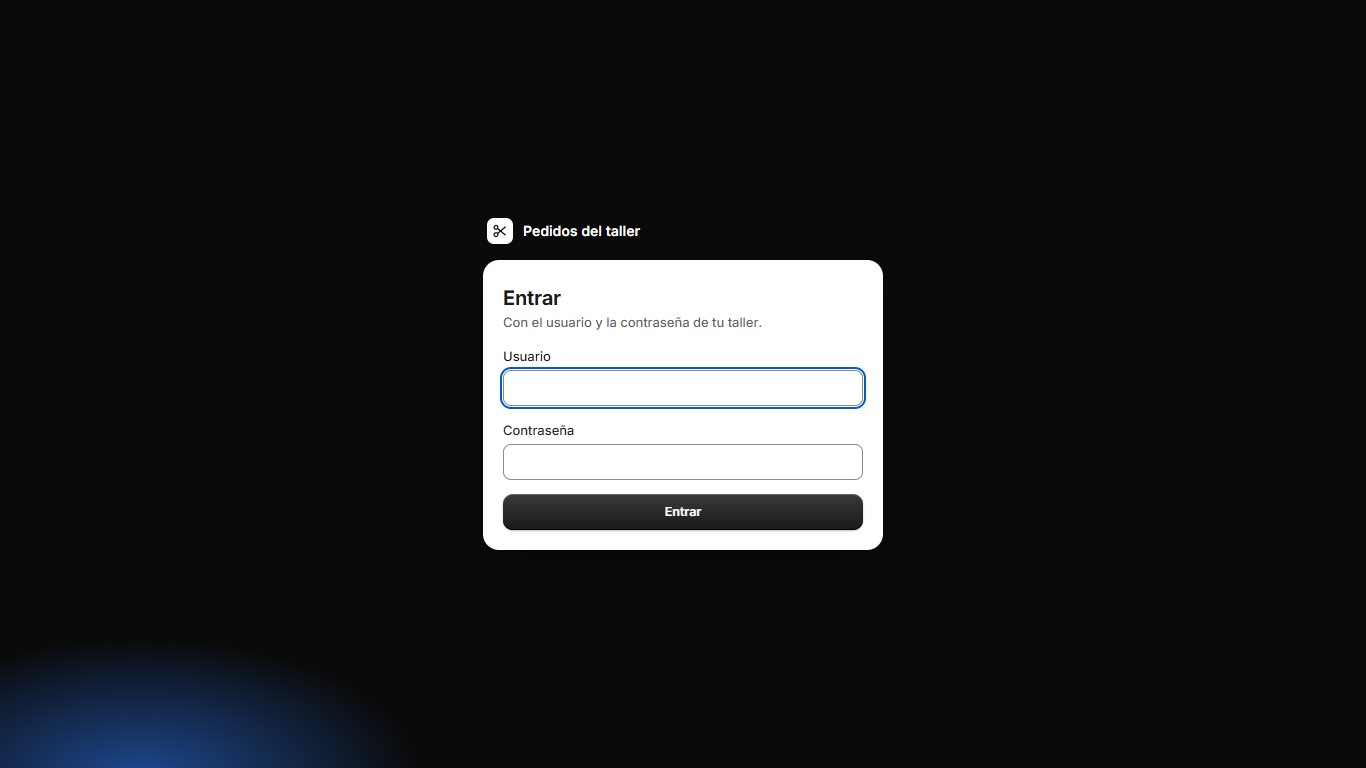 Pedidos del taller
Entrar
Con el usuario y la contraseña de tu taller.
Usuario
Contraseña
Entrar